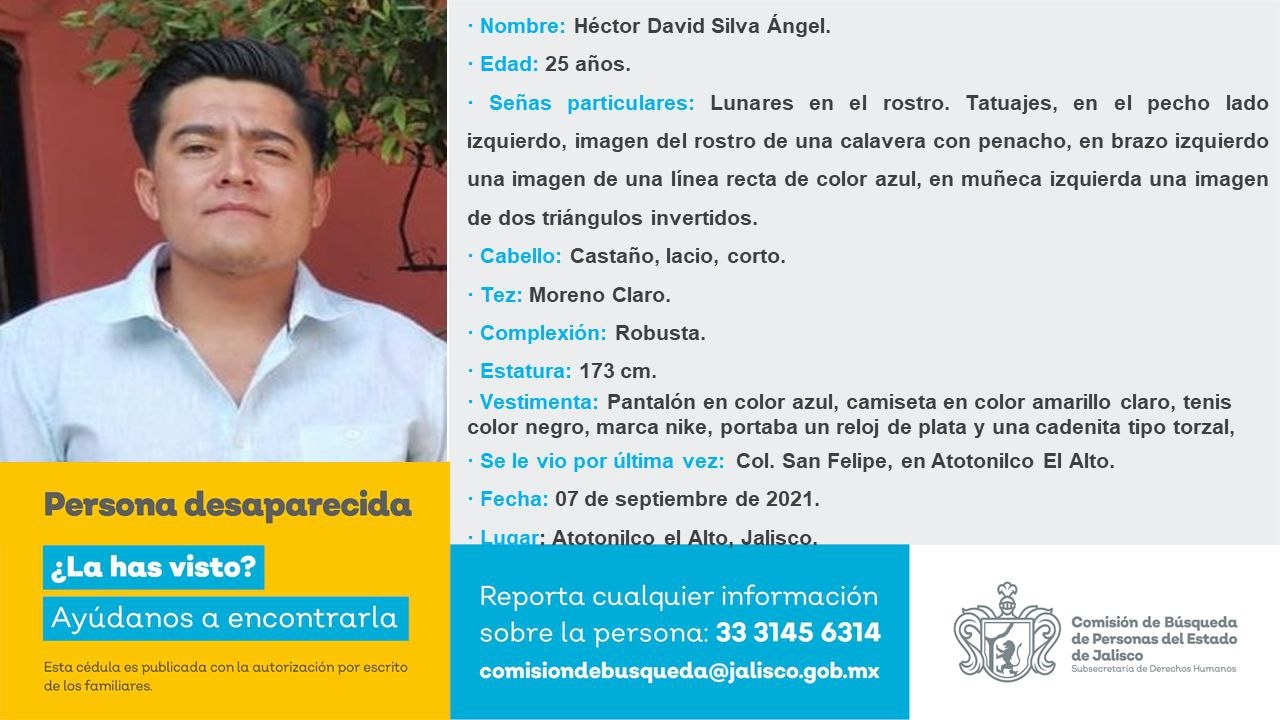 · Nombre: Héctor David Silva Ángel.
· Edad: 25 años.
· Señas particulares: Lunares en el rostro. Tatuajes, en el pecho lado
izquierdo, imagen del rostro de una calavera con penacho, en brazo izquierdo
una imagen de una línea recta de color azul, en muñeca izquierda una imagen
de dos triángulos invertidos.
· Cabello: Castaño, lacio, corto.
· Tez: Moreno Claro.
· Complexión: Robusta.
· Estatura: 173 cm.
· Vestimenta: Pantalón en color azul, camiseta en color amarillo claro, tenis
color negro, marca nike, portaba un reloj de plata y una cadenita tipo torzal,
· Se le vio por última vez: Col. San Felipe, en Atotonilco El Alto.
· Fecha: 07 de septiembre de 2021.
· Lugar: Atotonilco el Alto, Jalisco.
Persona desaparecida
¿La has visto?
Ayúdanos a encontrarla
Esta cédula es publicada con la autorización por escrito
de los familiares.
Reporta cualquier información
sobre la persona: 33 3145 6314
comisiondebusqueda@jalisco.gob.mx
Comisión de Búsqueda
de Personas del Estado
de Jalisco
Subsecretaría de Derechos Humanos